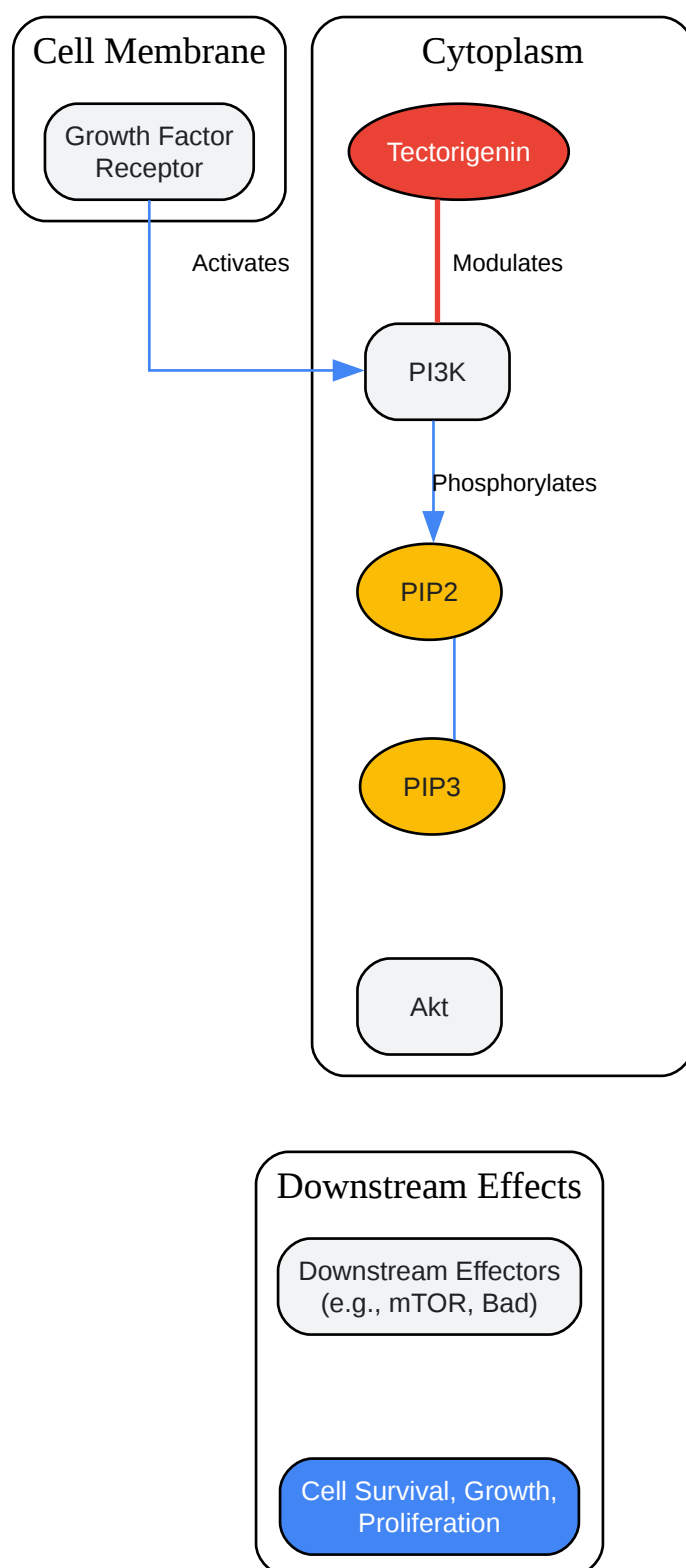 Cell Membrane
Growth Factor
Receptor
Cytoplasm
Tectorigenin
Activates
Modulates
PI3K
Phosphorylates
PIP2
PIP3
Akt
Downstream Effects
Downstream Effectors
(e.g., mTOR, Bad)
Cell Survival, Growth,
Proliferation